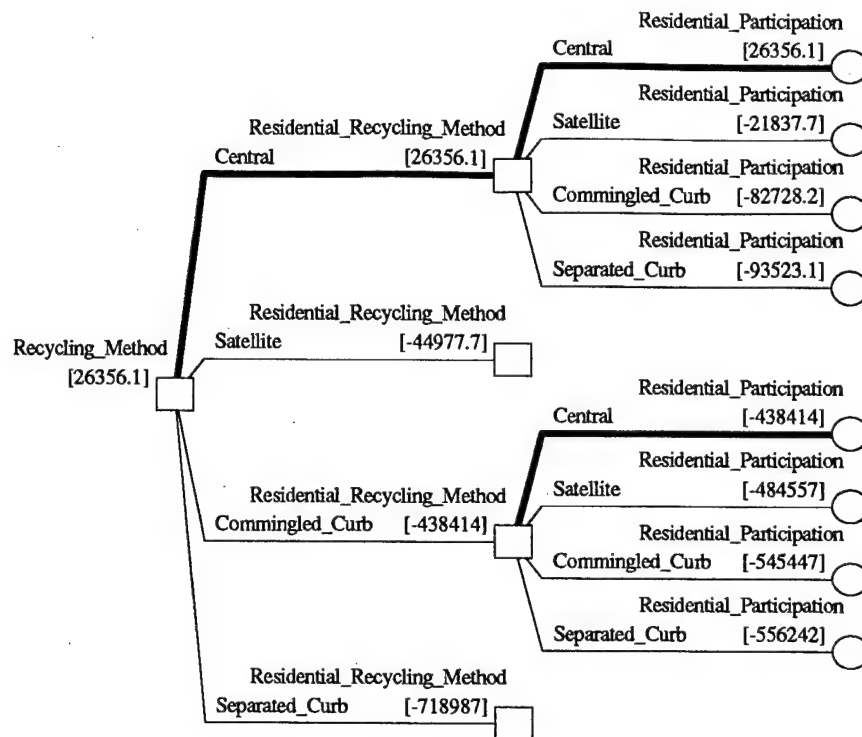 Residential_Participation
Central [26356.1]
Residential_Participation
Satellite [-21837.7]
Residential_Recycling_Method
Central [26356.1]
Residential_Participation
Commingled_Curb [-82728.2]
Residential_Participation
Separated_Curb [-93523.1]
Residential_Recycling_Method
Satellite [-44977.7]
Recycling_Method
[26356.1]
Residential_Participation
Central [-438414]
Residential_Participation
Satellite [-484557]
Residential_Recycling_Method
Commingled_Curb [-438414]
Residential_Participation
Commingled_Curb [-545447]
Residential_Participation
Separated_Curb [-556242]
Residential_Recycling_Method
Separated_Curb [-718987]